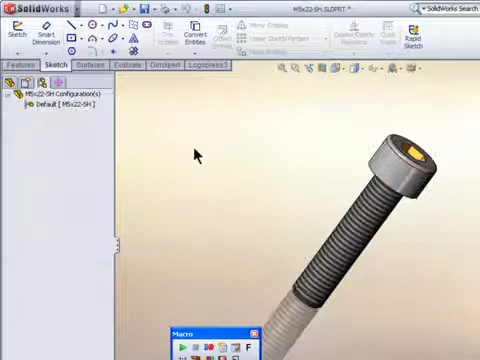 SolidWorks
M5x22-SH.SLDPRT *
SolidWorks Search
Sketch
Smart Dimension
Convert Entities
Offset Entities
Mirror Entities
Linear Sketch Pattern
Move Entities
Display/Delete Relations
Quick Snaps
Rapid Sketch
Features
Sketch
Surfaces
Evaluate
DimXpert
Logopress3
M5x22-SH Configuration(s)
Default [ M5x22-SH ]
Macro
F